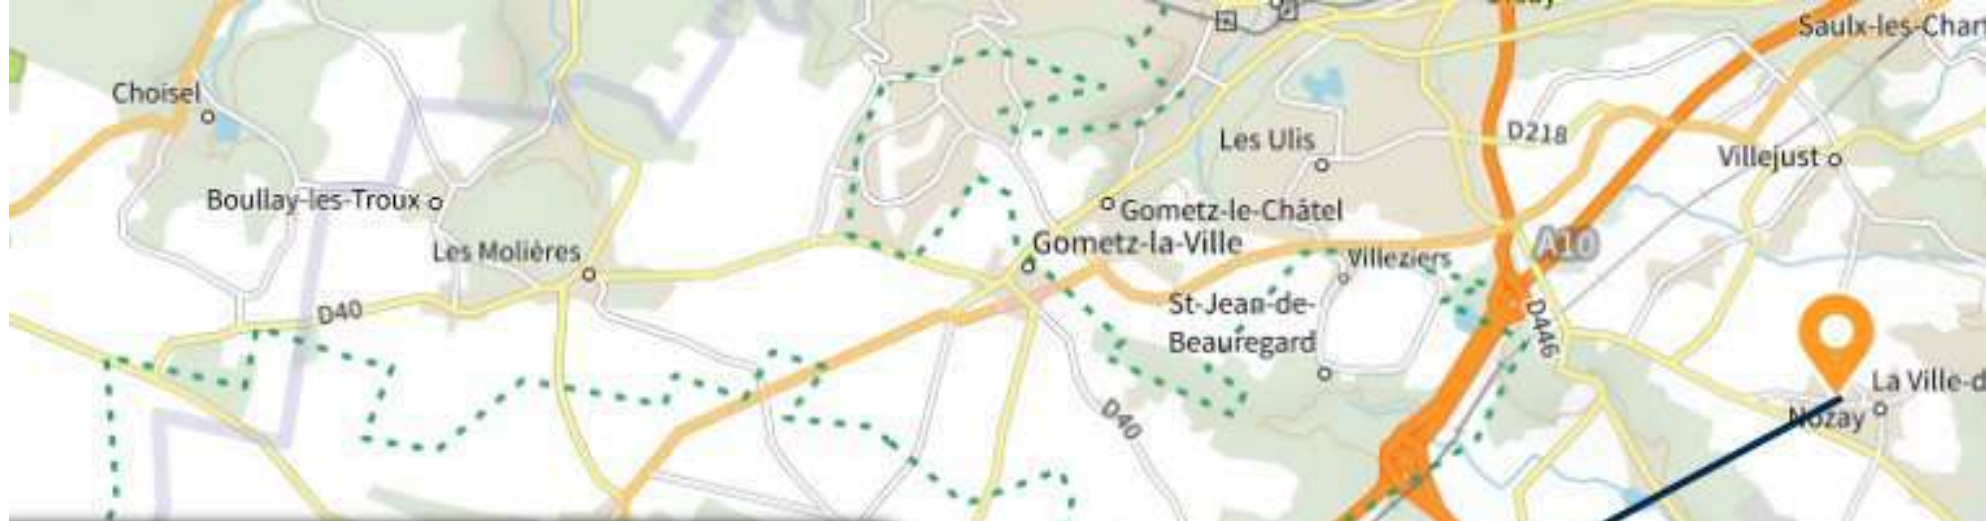 Saulx-les-Char
Choisel
D218
Les Ulis
Villejust
Boullay-les-Troux
Gometz-le-Châtel
Gometz-la-Ville
Les Molières
A10
Villeziers
D40
St-Jean-de-
Beauregard
D446
La Ville-d
D40
Nozay